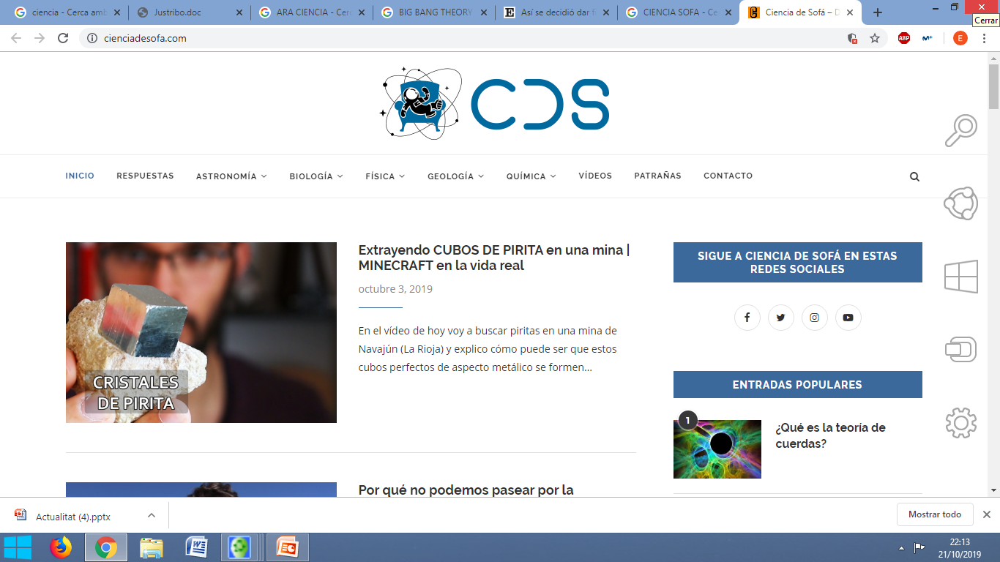 ciencia - Cerca amb
Justribo.doc
ARA CIENCIA - Cer
BIG BANG THEORY
Así se decidió dar f
CIENCIA SOFA - Ce
Ciencia de Sofá – D
Cerrar
cienciadesofa.com
ABP
M+
E
CDS
INICIO
RESPUESTAS
ASTRONOMÍA
BIOLOGÍA
FÍSICA
GEOLOGÍA
QUÍMICA
VÍDEOS
PATRAÑAS
CONTACTO
CRISTALES
DE PIRITA
Extrayendo CUBOS DE PIRITA en una mina |
MINECRAFT en la vida real
octubre 3, 2019
En el vídeo de hoy voy a buscar piritas en una mina de
Navajún (La Rioja) y explico cómo puede ser que estos
cubos perfectos de aspecto metálico se formen...
SIGUE A CIENCIA DE SOFÁ EN ESTAS
REDES SOCIALES
ENTRADAS POPULARES
1
¿Qué es la teoría de
cuerdas?
Por qué no podemos pasear por la
Actualitat (4).pptx
Mostrar todo
22:13
21/10/2019